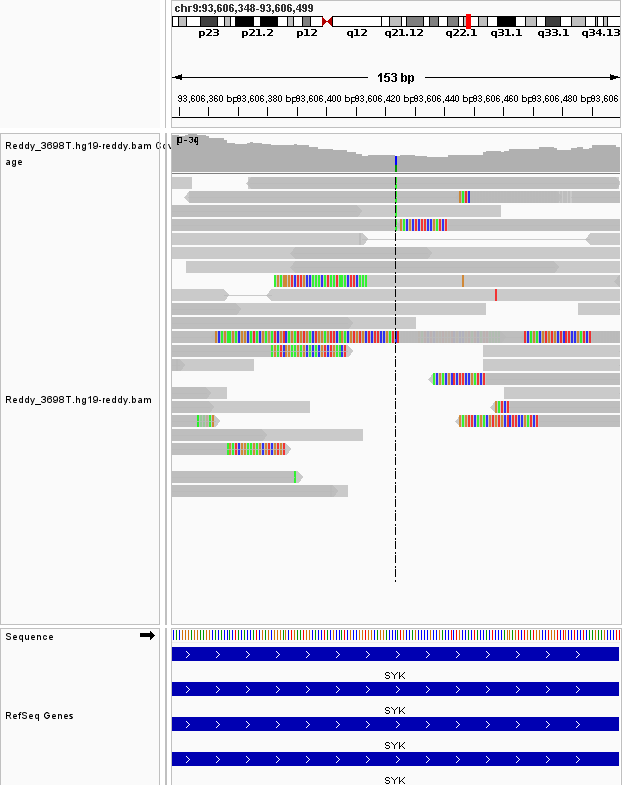 chr9:93,606,348-93,606,499
p23 p21.2 p12 q12 q21.12 q22.1 q31.1 q33.1 q34.13
153 bp
93,606,360 bp 93,606,380 bp 93,606,400 bp 93,606,420 bp 93,606,440 bp 93,606,460 bp 93,606,480 bp 93,606
Reddy_3698T.hg19-reddy.bam Cov
age
Reddy_3698T.hg19-reddy.bam
Sequence
SYK
SYK
RefSeq Genes
SYK
SYK